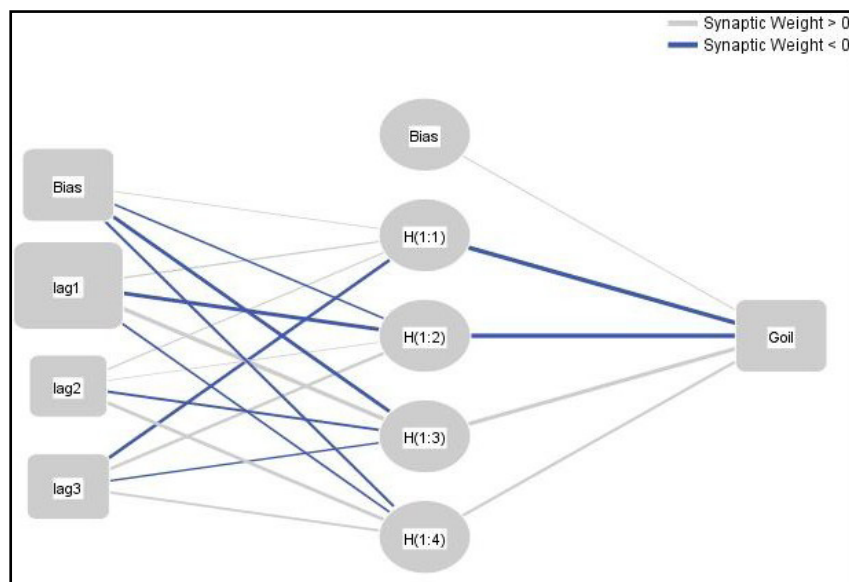 Synaptic Weight > 0
Synaptic Weight < 0
Bias
Bias
H(1:1)
lag1
H(1:2)
Goil
lag2
H(1:3)
lag3
H(1:4)